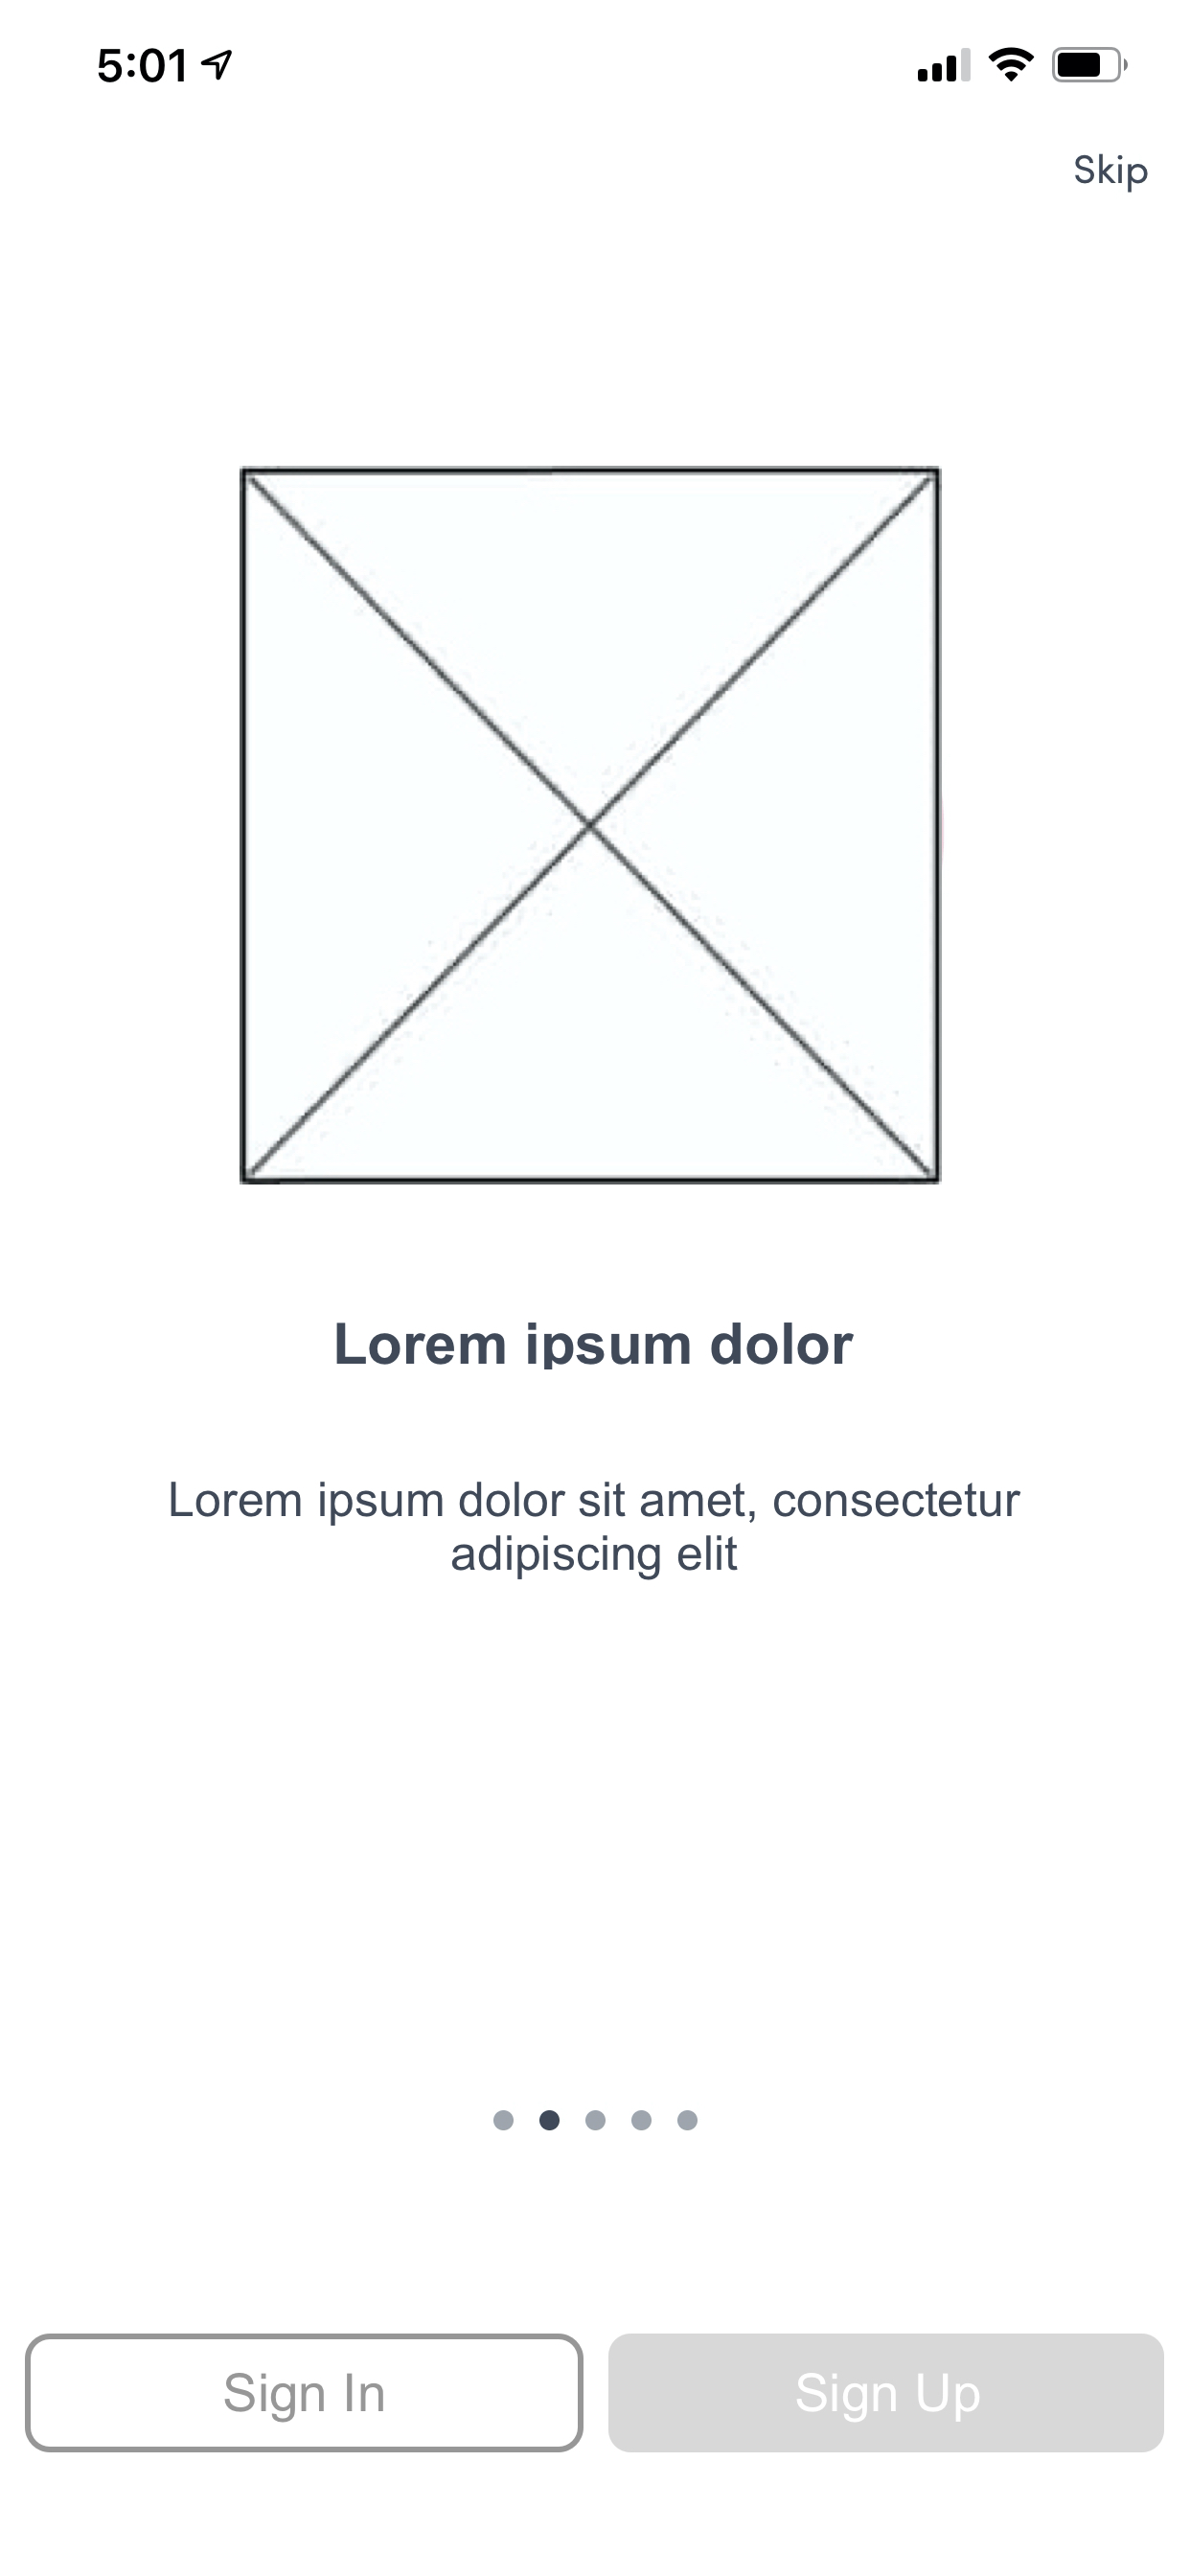 5:01
Skip
Lorem ipsum dolor
Lorem ipsum dolor sit amet, consectetur
adipiscing elit
Sign In
Sign Up